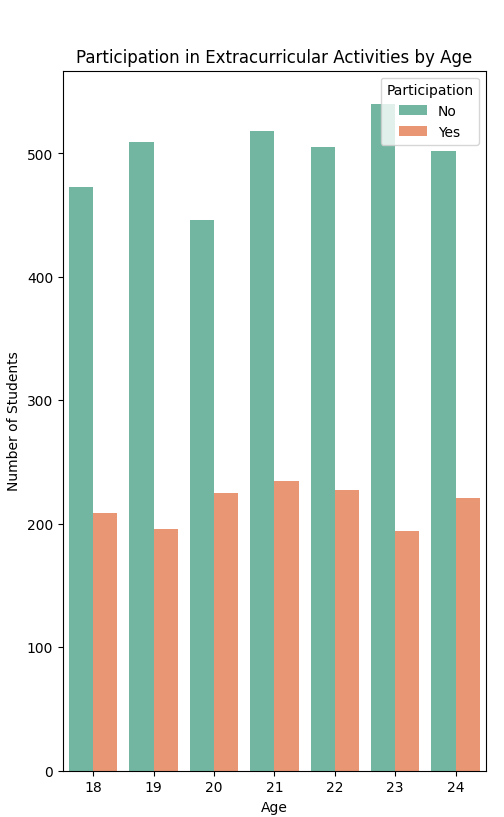 Participation in Extracurricular Activities by Age
Participation
No
Yes
500
400
300
200
100
0
Number of Students
18 19 20 21 22 23 24
Age